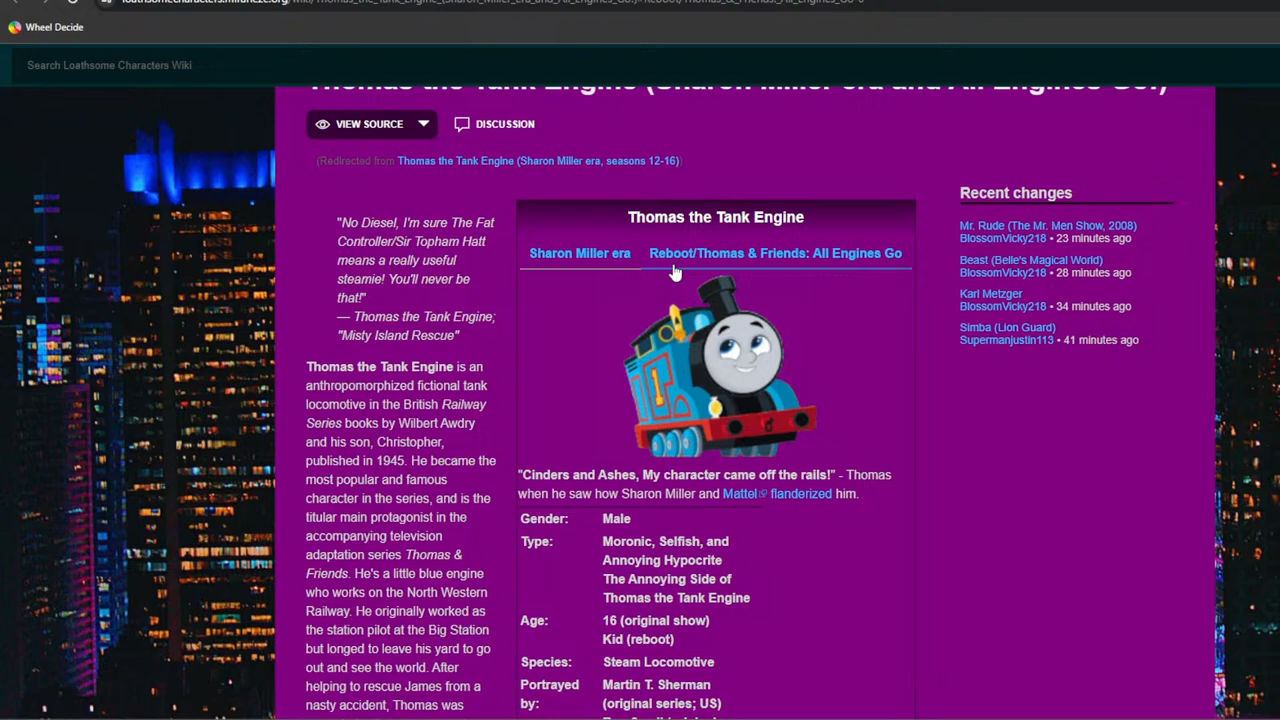 Wheel Decide
Search Loathsome Characters Wiki
Thomas the Tank Engine (Sharon Miller era and All Engines Go!)
VIEW SOURCE
DISCUSSION
(Redirected from Thomas the Tank Engine (Sharon Miller era, seasons 12-16))
"No Diesel, I'm sure The Fat
Controller/Sir Topham Hatt
means a really useful
steamie! You'll never be
that!"
— Thomas the Tank Engine;
"Misty Island Rescue"
Thomas the Tank Engine is an
anthropomorphized fictional tank
locomotive in the British Railway
Series books by Wilbert Awdry
and his son, Christopher,
published in 1945. He became the
most popular and famous
character in the series, and is the
titular main protagonist in the
accompanying television
adaptation series Thomas &
Friends. He's a little blue engine
who works on the North Western
Railway. He originally worked as
the station pilot at the Big Station
but longed to leave his yard to go
out and see the world. After
helping to rescue James from a
nasty accident, Thomas was
Thomas the Tank Engine
Sharon Miller era Reboot/Thomas & Friends: All Engines Go
1
"Cinders and Ashes, My character came off the rails!" - Thomas
when he saw how Sharon Miller and Mattel flanderized him.
Gender: Male
Type: Moronic, Selfish, and
Annoying Hypocrite
The Annoying Side of
Thomas the Tank Engine
Age: 16 (original show)
Kid (reboot)
Species: Steam Locomotive
Portrayed Martin T. Sherman
by: (original series; US)
Recent changes
Mr. Rude (The Mr. Men Show, 2008)
BlossomVicky218 • 23 minutes ago
Beast (Belle's Magical World)
BlossomVicky218 • 28 minutes ago
Karl Metzger
BlossomVicky218 • 34 minutes ago
Simba (Lion Guard)
Supermanjustin113 • 41 minutes ago